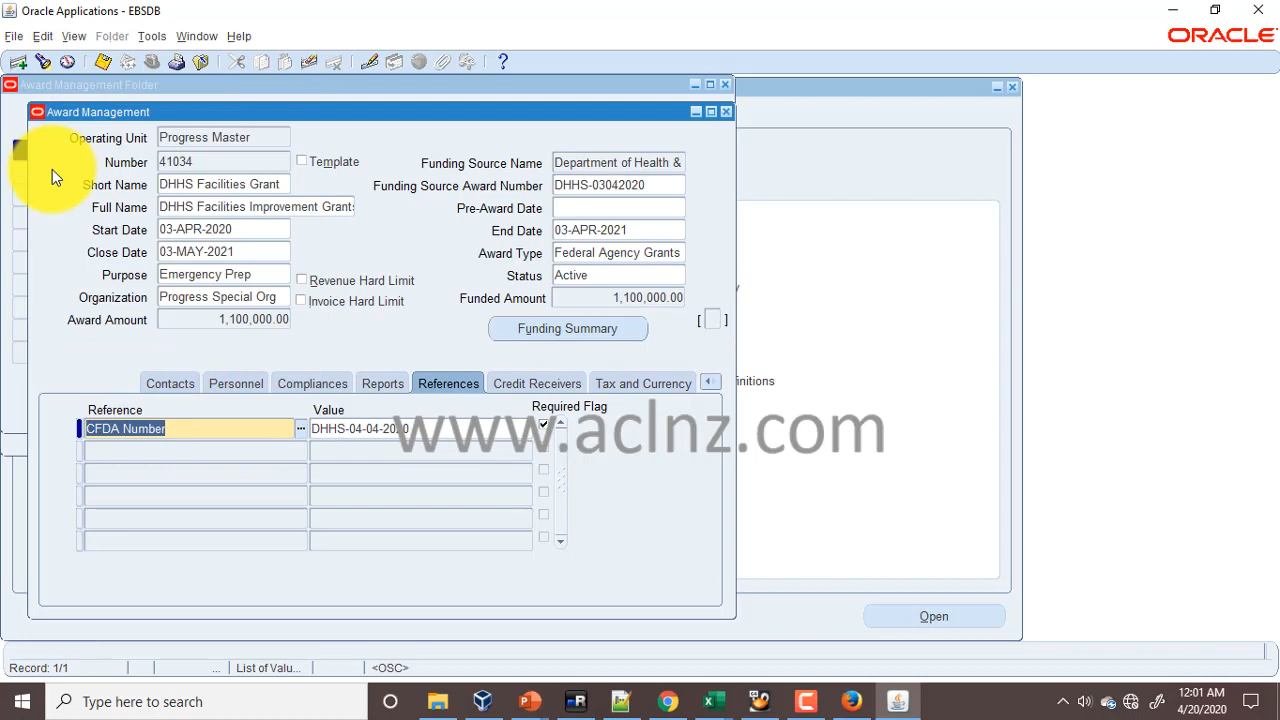 Oracle Applications - EBSDB
File Edit View Folder Tools Window Help
ORACLE
Award Management Folder
Award Management
Operating Unit Progress Master
Number 41034 Template
Funding Source Name Department of Health &
Short Name DHHS Facilities Grant
Funding Source Award Number DHHS-03042020
Full Name DHHS Facilities Improvement Grant
Pre-Award Date
Start Date 03-APR-2020
End Date 03-APR-2021
Close Date 03-MAY-2021
Award Type Federal Agency Grants
Purpose Emergency Prep Revenue Hard Limit
Status Active
Organization Progress Special Org Invoice Hard Limit
Funded Amount 1,100,000.00
Award Amount 1,100,000.00
Funding Summary
[ ]
Contacts Personnel Compliances Reports References Credit Receivers Tax and Currency
initions
Reference Value Required Flag
CFDA Number ... DHHS-04-04-2020
www.aclnz.com
Open
Record: 1/1 ... List of Valu... <OSC>
Type here to search
12:01 AM
4/20/2020